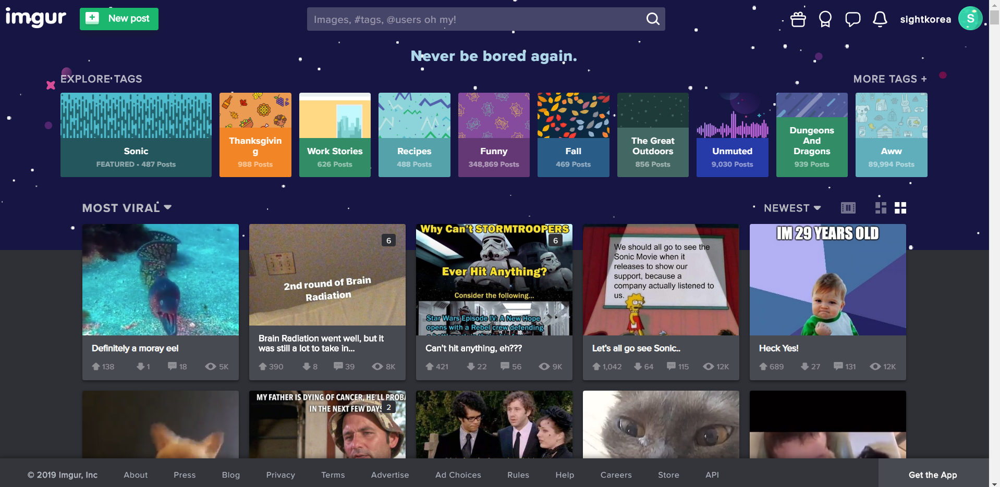 imgur
New post
Images, #tags, @users oh my!
sightkorea
S
Never be bored again.
EXPLORE TAGS
MORE TAGS +
Sonic
FEATURED • 487 Posts
Thanksgivin
g
988 Posts
Work Stories
626 Posts
Recipes
488 Posts
Funny
348,869 Posts
Fall
469 Posts
The Great
Outdoors
856 Posts
Unmuted
9,030 Posts
Dungeons
And
Dragons
939 Posts
Aww
89,994 Posts
MOST VIRAL
NEWEST
Definitely a moray eel
138 1 18 5K
6
2nd round of Brain
Radiation
Brain Radiation went well, but it
was still a lot to take in...
390 8 39 8K
Why Can't STORMTROOPERS
6
Ever Hit Anything?
Consider the following...
Star Wars Episode IV: A New Hope
opens with a Rebel crew defending
Can't hit anything, eh???
421 22 56 9K
We should all go to see the
Sonic Movie when it
releases to show our
support, because a
company actually listened to
us.
Let's all go see Sonic..
1,042 64 115 12K
IM 29 YEARS OLD
Heck Yes!
689 27 131 12K
MY FATHER IS DYING OF CANCER, HE'LL PROBA
IN THE NEXT FEW DAYS
2
© 2019 Imgur, Inc
About
Press
Blog
Privacy
Terms
Advertise
Ad Choices
Rules
Help
Careers
Store
API
Get the App